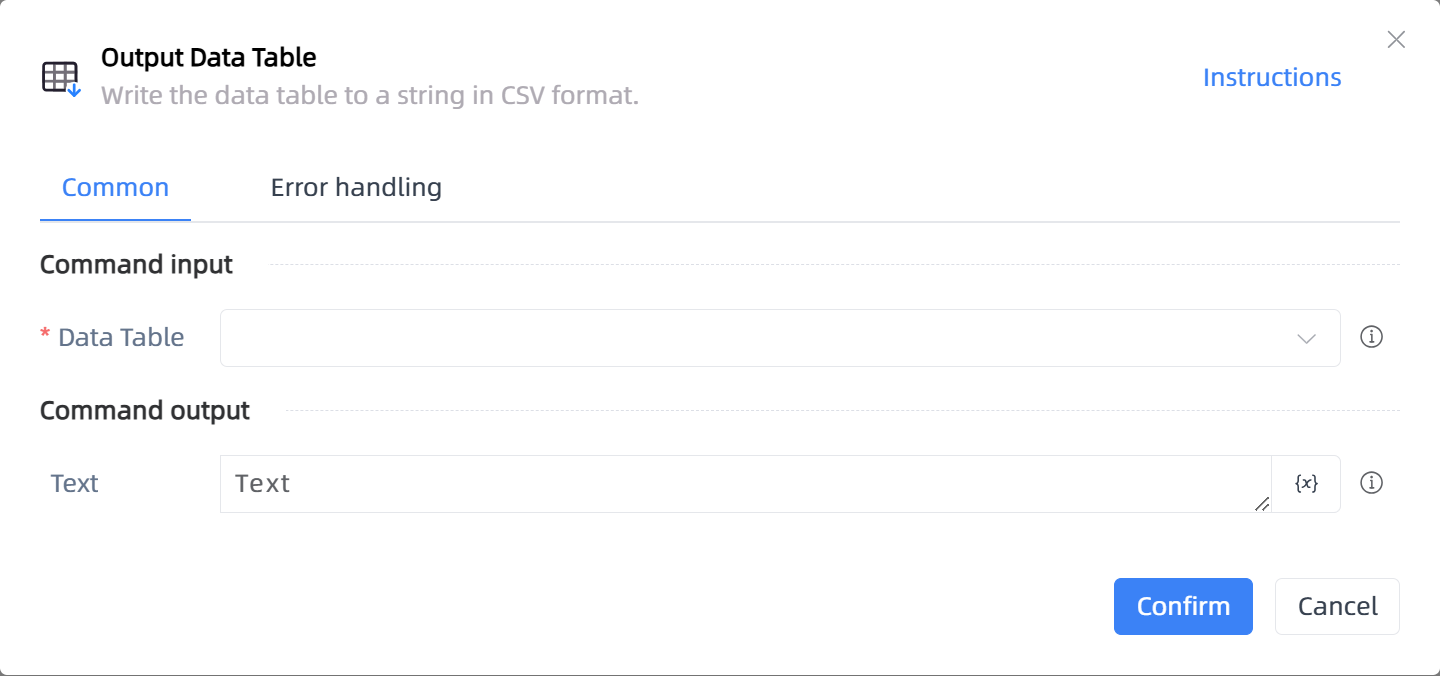 Output Data Table
Write the data table to a string in CSV format.
Instructions
Common
Error handling
Command input
* Data Table
Command output
Text
Text
{x}
Confirm
Cancel